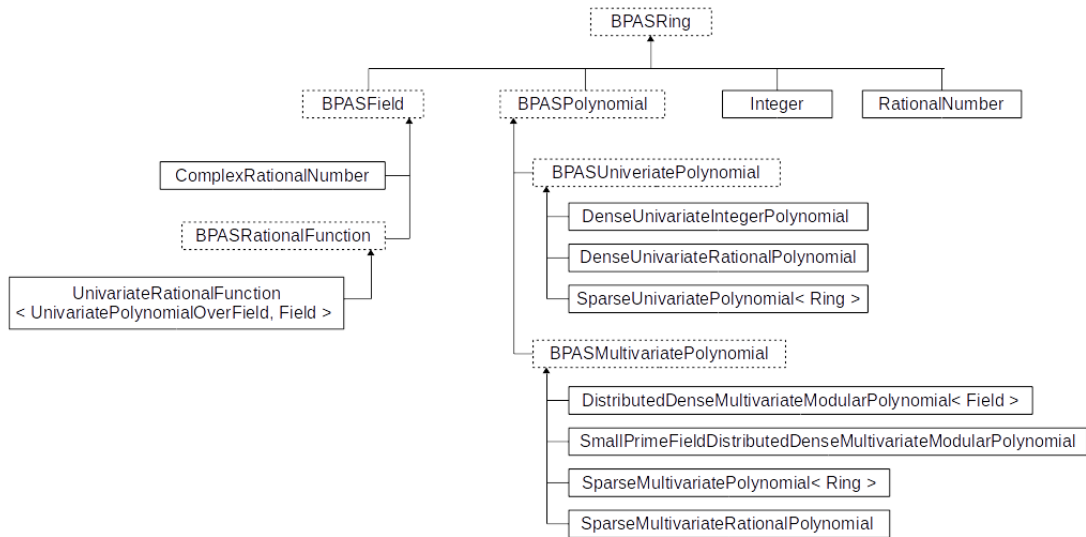 BPASRing
BPASField
BPASPolynomial
Integer
RationalNumber
ComplexRationalNumber
BPASUniveriatePolynomial
DenseUnivariateIntegerPolynomial
BPASRationalFunction
DenseUnivariateRationalPolynomial
UnivariateRationalFunction
< UnivariatePolynomialOverField, Field >
SparseUnivariatePolynomial< Ring >
BPASMultivariatePolynomial
DistributedDenseMultivariateModularPolynomial< Field >
SmallPrimeFieldDistributedDenseMultivariateModularPolynomial
SparseMultivariatePolynomial< Ring >
SparseMultivariateRationalPolynomial